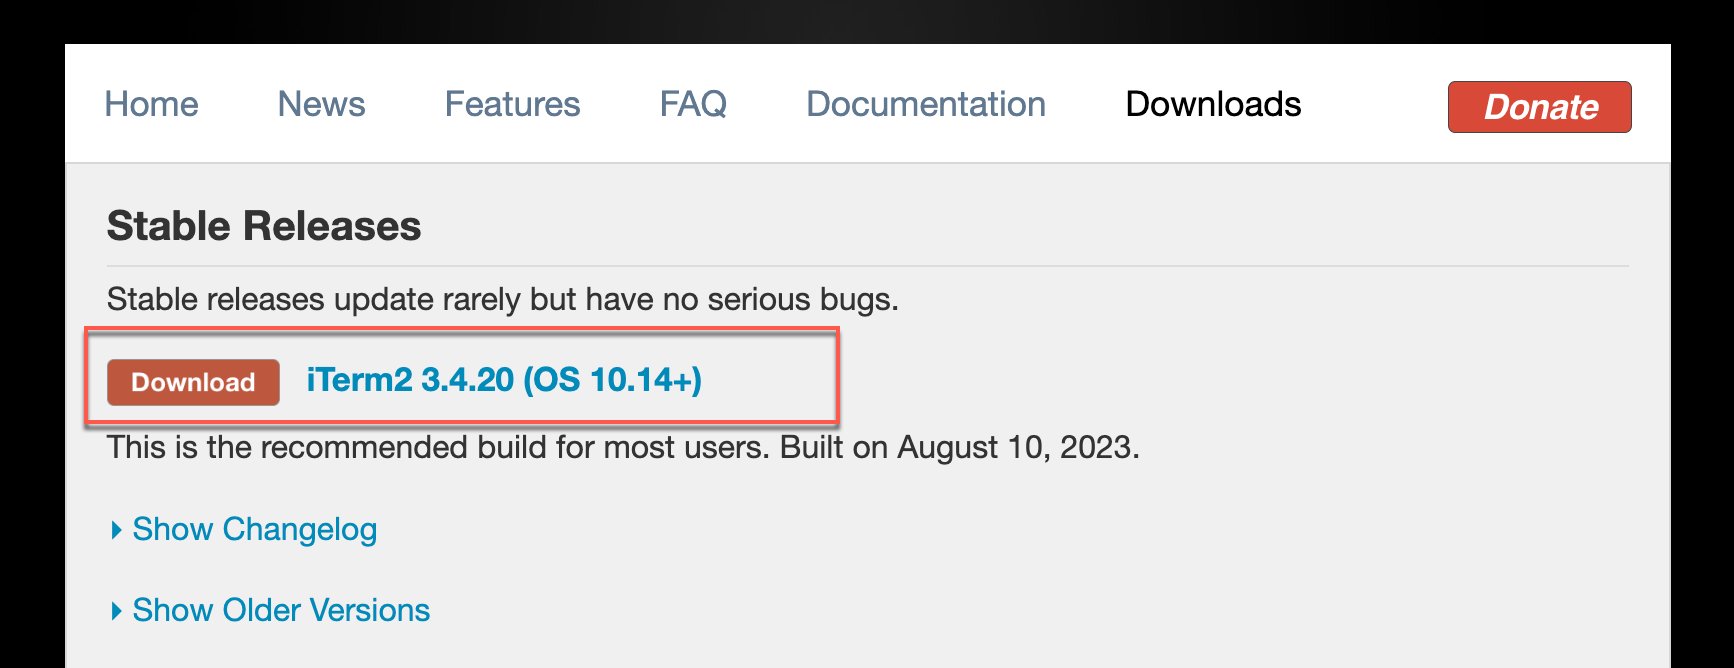 Home News Features FAQ Documentation Downloads Donate
Stable Releases
Stable releases update rarely but have no serious bugs.
Download iTerm2 3.4.20 (OS 10.14+)
This is the recommended build for most users. Built on August 10, 2023.
Show Changelog
Show Older Versions